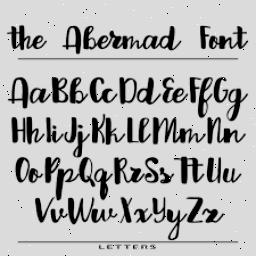 the Abermad Font
AaBbCcDdEeFfGg
HhIiJjKkLlMmNn
OoPpQqRrSsTtUu
VvWwXxYyZz
LETTERS